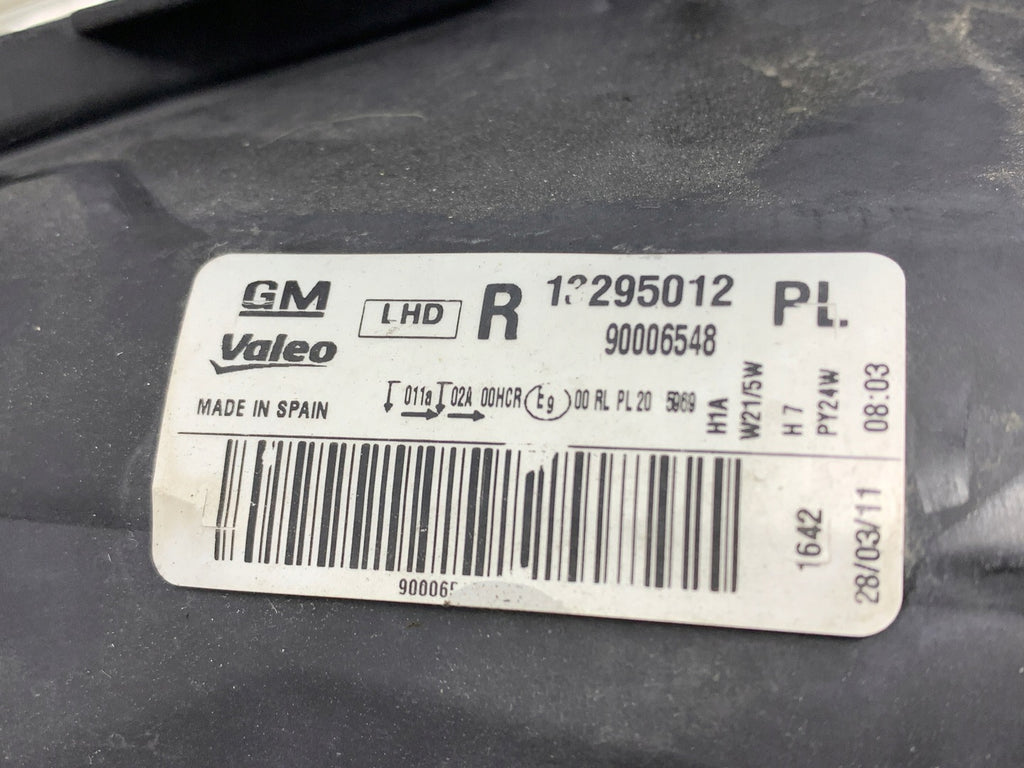 GM
Valeo
LHD
R
13295012
90006548
PL
MADE IN SPAIN
011a 02A 00HCR E9 00 RL PL 20 5969
H1A
W21/5W
H7
PY24W
08:03
1642
28/03/11